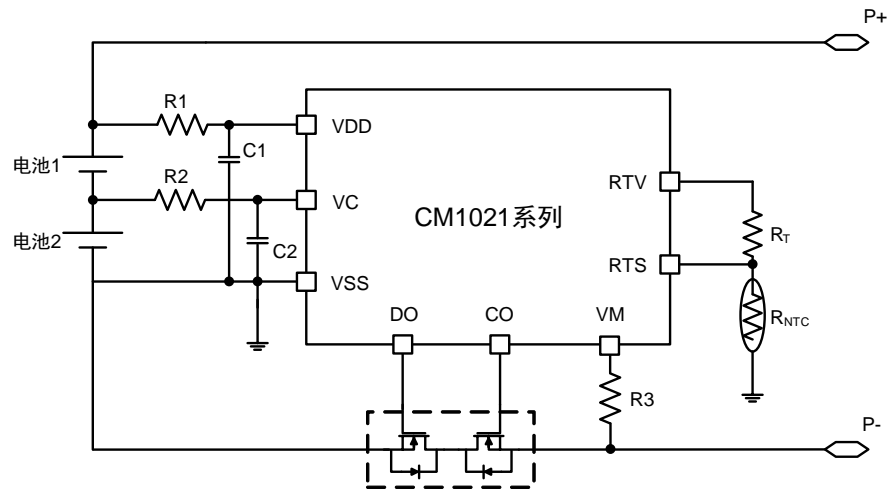 P+
R1
VDD
C1
电池1
R2
RTV
VC
CM1021系列
电池2
C2
RT
RTS
VSS
DO
CO
VM
RNTC
R3
P-